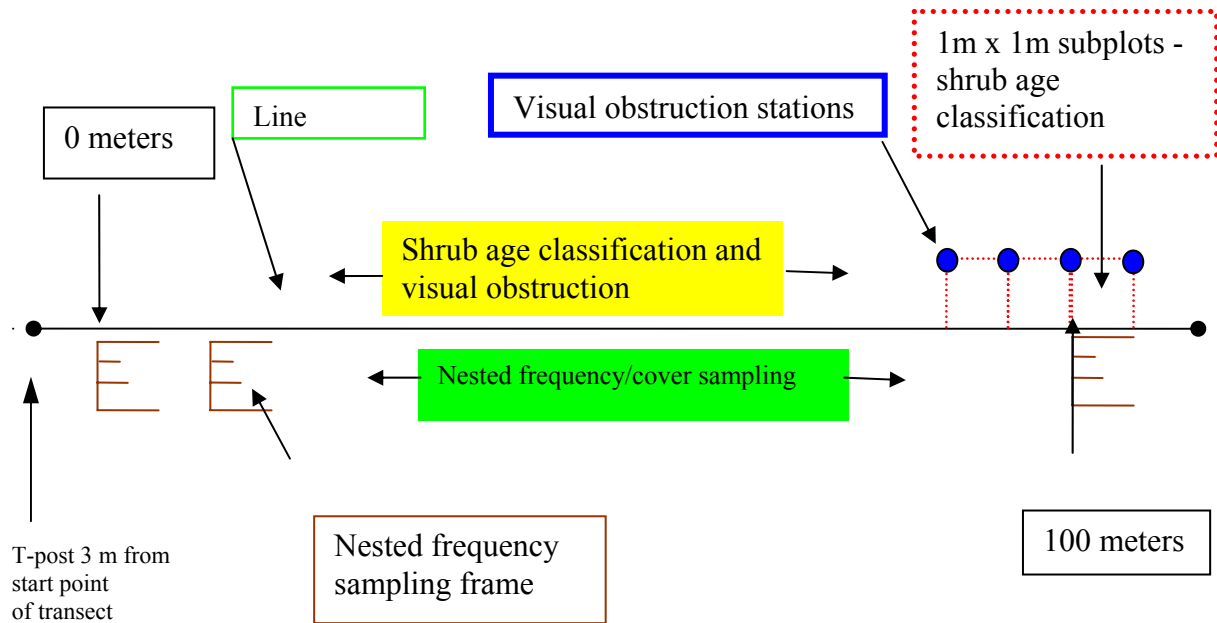 1m x 1m subplots -
shrub age
classification
Visual obstruction stations
Line
0 meters
Shrub age classification and
visual obstruction
Nested frequency/cover sampling
T-post 3 m from
start point
of transect
Nested frequency
sampling frame
100 meters